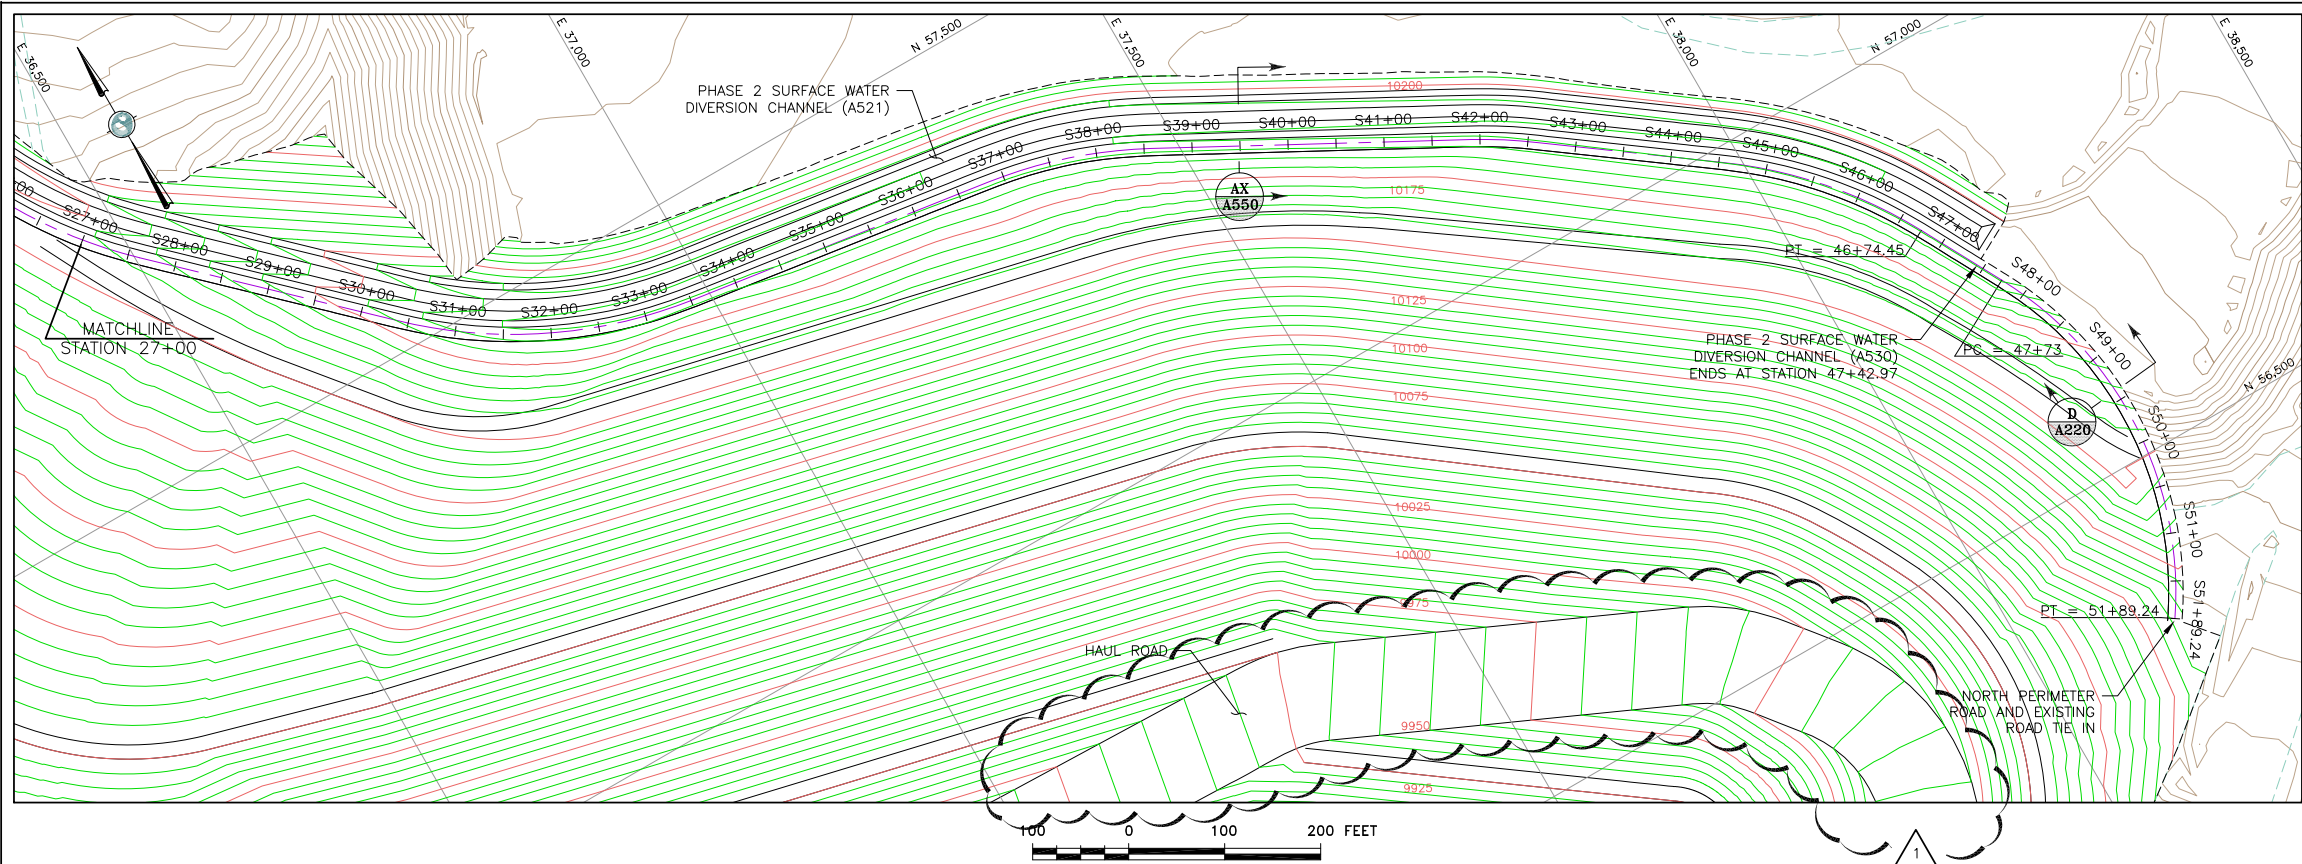 E 36,500
E 37,000
N 57,500
E 37,500
E 38,000
N 57,000
E 38,500
PHASE 2 SURFACE WATER
DIVERSION CHANNEL (A521)
10200
S27+00
S28+00
S29+00
S30+00
S31+00
S32+00
S33+00
S34+00
S35+00
S36+00
S37+00
S38+00
S39+00
S40+00
S41+00
S42+00
S43+00
S44+00
S45+00
S46+00
S47+00
S48+00
S49+00
S50+00
S51+00
S51+89.24
00
AX
A550
10175
PT = 46+74.45
10125
MATCHLINE
STATION 27+00
PHASE 2 SURFACE WATER
DIVERSION CHANNEL (A530)
ENDS AT STATION 47+42.97
PC = 47+73
10100
N 56,500
10075
D
A220
10025
10000
9975
PT = 51+89.24
HAUL ROAD
NORTH PERIMETER
ROAD AND EXISTING
ROAD TIE IN
9950
9925
100 0 100 200 FEET
1